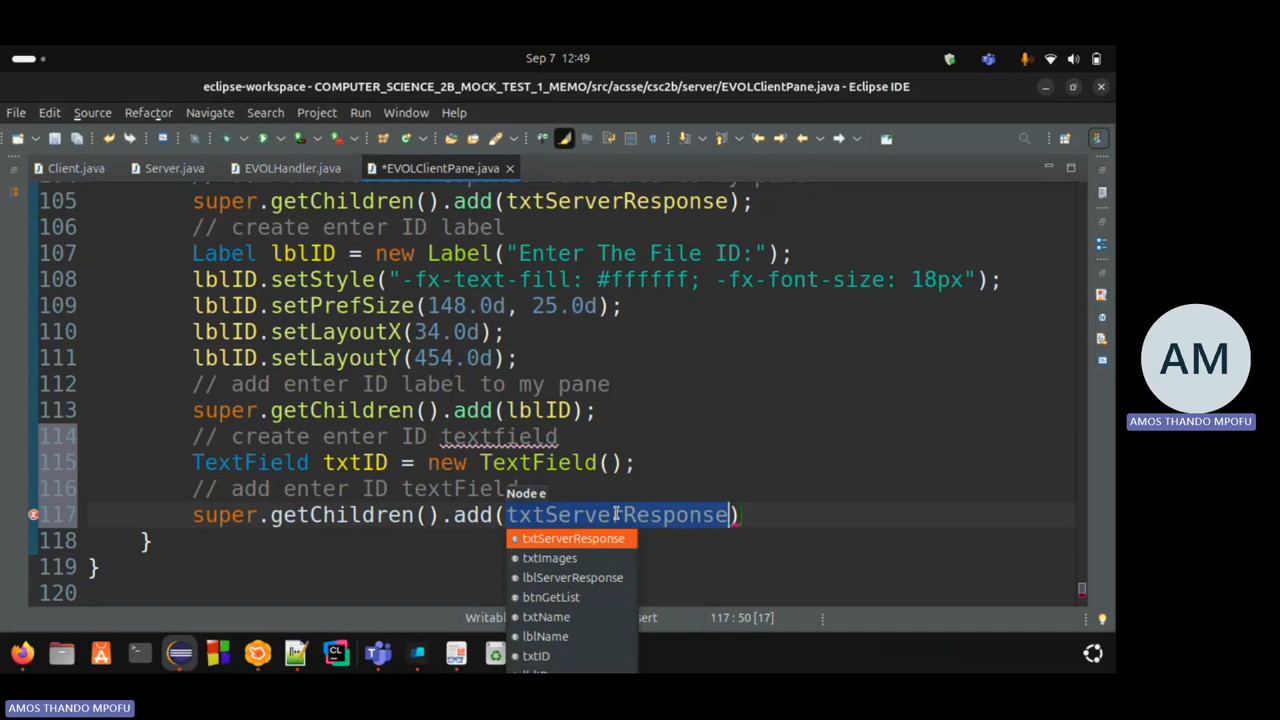 Sep 7 12:49
eclipse-workspace - COMPUTER_SCIENCE_2B_MOCK_TEST_1_MEMO/src/acsse/csc2b/server/EVOLClientPane.java - Eclipse IDE
File Edit Source Refactor Navigate Search Project Run Window Help
Client.java Server.java EVOLHandler.java *EVOLClientPane.java
105 super.getChildren().add(txtServerResponse);
106 // create enter ID label
107 Label lblID = new Label("Enter The File ID:");
108 lblID.setStyle("-fx-text-fill: #ffffff; -fx-font-size: 18px");
109 lblID.setPrefSize(148.0d, 25.0d);
110 lblID.setLayoutX(34.0d);
111 lblID.setLayoutY(454.0d);
112 // add enter ID label to my pane
113 super.getChildren().add(lblID);
114 // create enter ID textfield
115 TextField txtID = new TextField();
116 // add enter ID textField
Node e
117 super.getChildren().add(txtServerResponse)
118 }
119 }
120
txtServerResponse
txtImages
lblServerResponse
btnGetList
txtName
lblName
txtID
117 : 50 [17]
AM
AMOS THANDO MPOFU
AMOS THANDO MPOFU